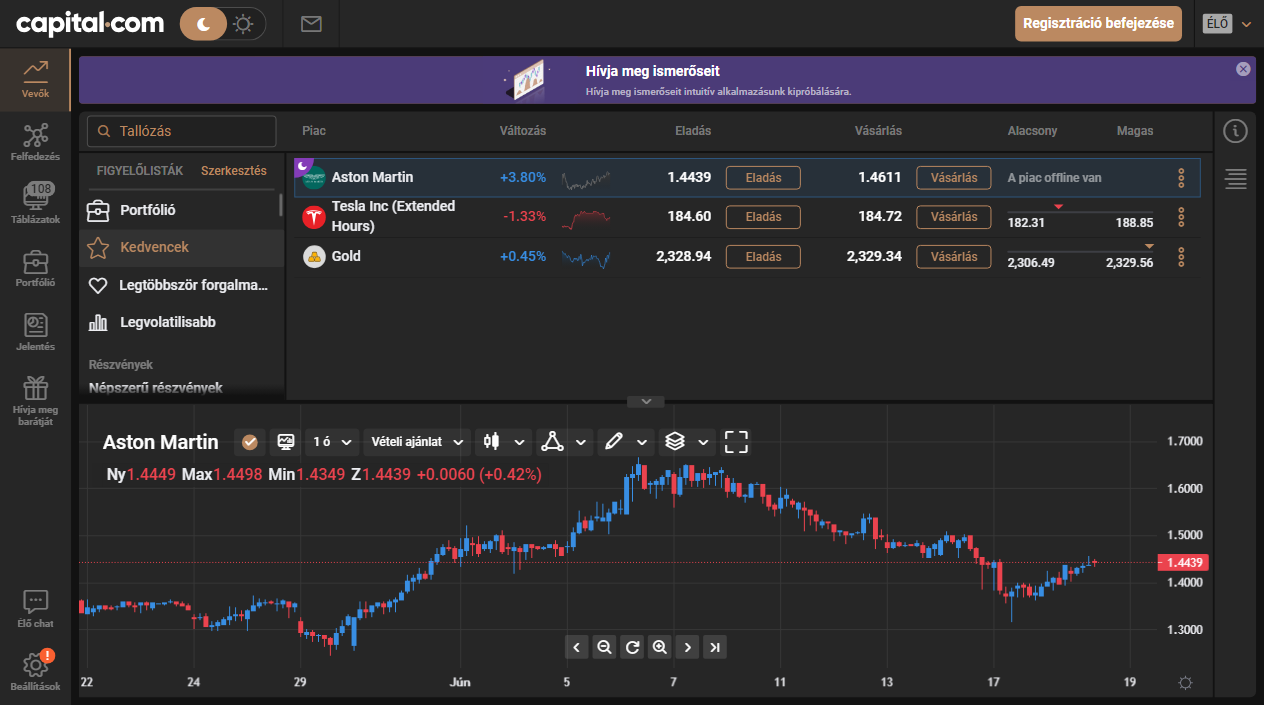 capital.com
Regisztráció befejezése
ÉLŐ
Vevők
Felfedezés
108
Táblázatok
Portfólió
Jelentés
Hívja meg
barátját
Élő chat
!
Beállítások
Hívja meg ismerőseit
Hívja meg ismerőseit intuitív alkalmazásunk kipróbálására.
Tallózás
FIGYELŐLISTÁK Szerkesztés
Portfólió
Kedvencek
Legtöbbször forgalma...
Legvolatilisabb
Részvények
Népszerű részvények
Piac Változás Eladás Vásárlás Alacsony Magas
Aston Martin +3.80% 1.4439 Eladás 1.4611 Vásárlás A piac offline van
Tesla Inc (Extended
Hours) -1.33% 184.60 Eladás 184.72 Vásárlás 182.31 188.85
Gold +0.45% 2,328.94 Eladás 2,329.34 Vásárlás 2,306.49 2,329.56
Aston Martin 1 ó Vételi ajánlat
Ny1.4449 Max1.4498 Min1.4349 Z1.4439 +0.0060 (+0.42%)
1.7000
1.6000
1.5000
1.4439
1.4000
1.3000
22 24 29 Jún 5 7 11 13 17 19